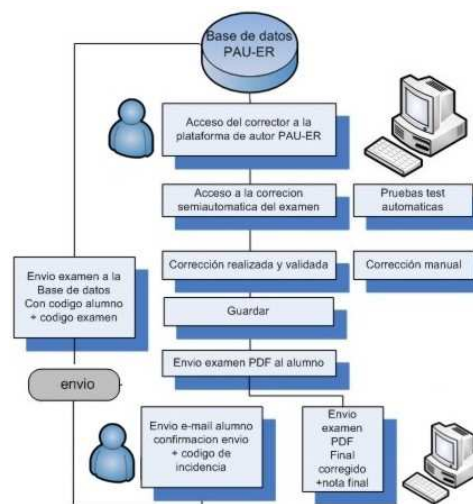 Base de datos
PAU-ER
Acceso del corrector a la
plataforma de autor PAU-ER
Acceso a la correcion
semiautomatica del examen
Pruebas test
automaticas
Envio examen a la
Base de datos
Con codigo alumno
+ codigo examen
Corrección realizada y validada
Corrección manual
Guardar
Envio examen PDF al alumno
envio
Envio e-mail alumno
confirmacion envio
+ codigo de
incidencia
Envio
examen
PDF
Final
corregido
+nota final